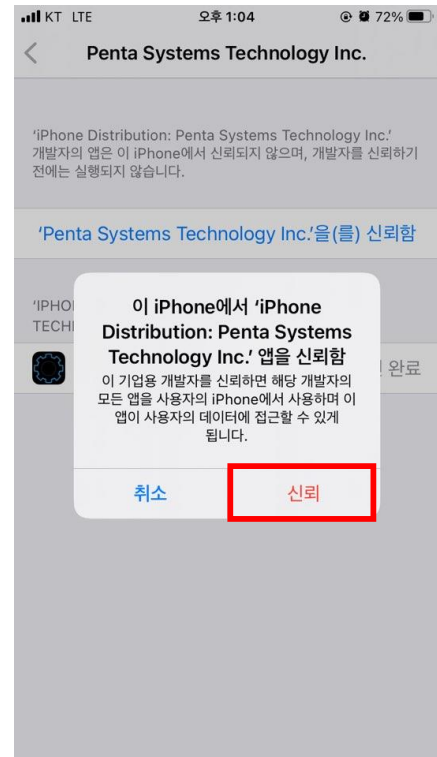 KT LTE 오후 1:04 72%
Penta Systems Technology Inc.
'iPhone Distribution: Penta Systems Technology Inc.'
개발자의 앱은 이 iPhone에서 신뢰되지 않으며, 개발자를 신뢰하기
전에는 실행되지 않습니다.
'Penta Systems Technology Inc.'을(를) 신뢰함
'IPHO
TECH
완료
이 iPhone에서 'iPhone
Distribution: Penta Systems
Technology Inc.' 앱을 신뢰함
이 기업용 개발자를 신뢰하면 해당 개발자의
모든 앱을 사용자의 iPhone에서 사용하며 이
앱이 사용자의 데이터에 접근할 수 있게
됩니다.
취소 신뢰